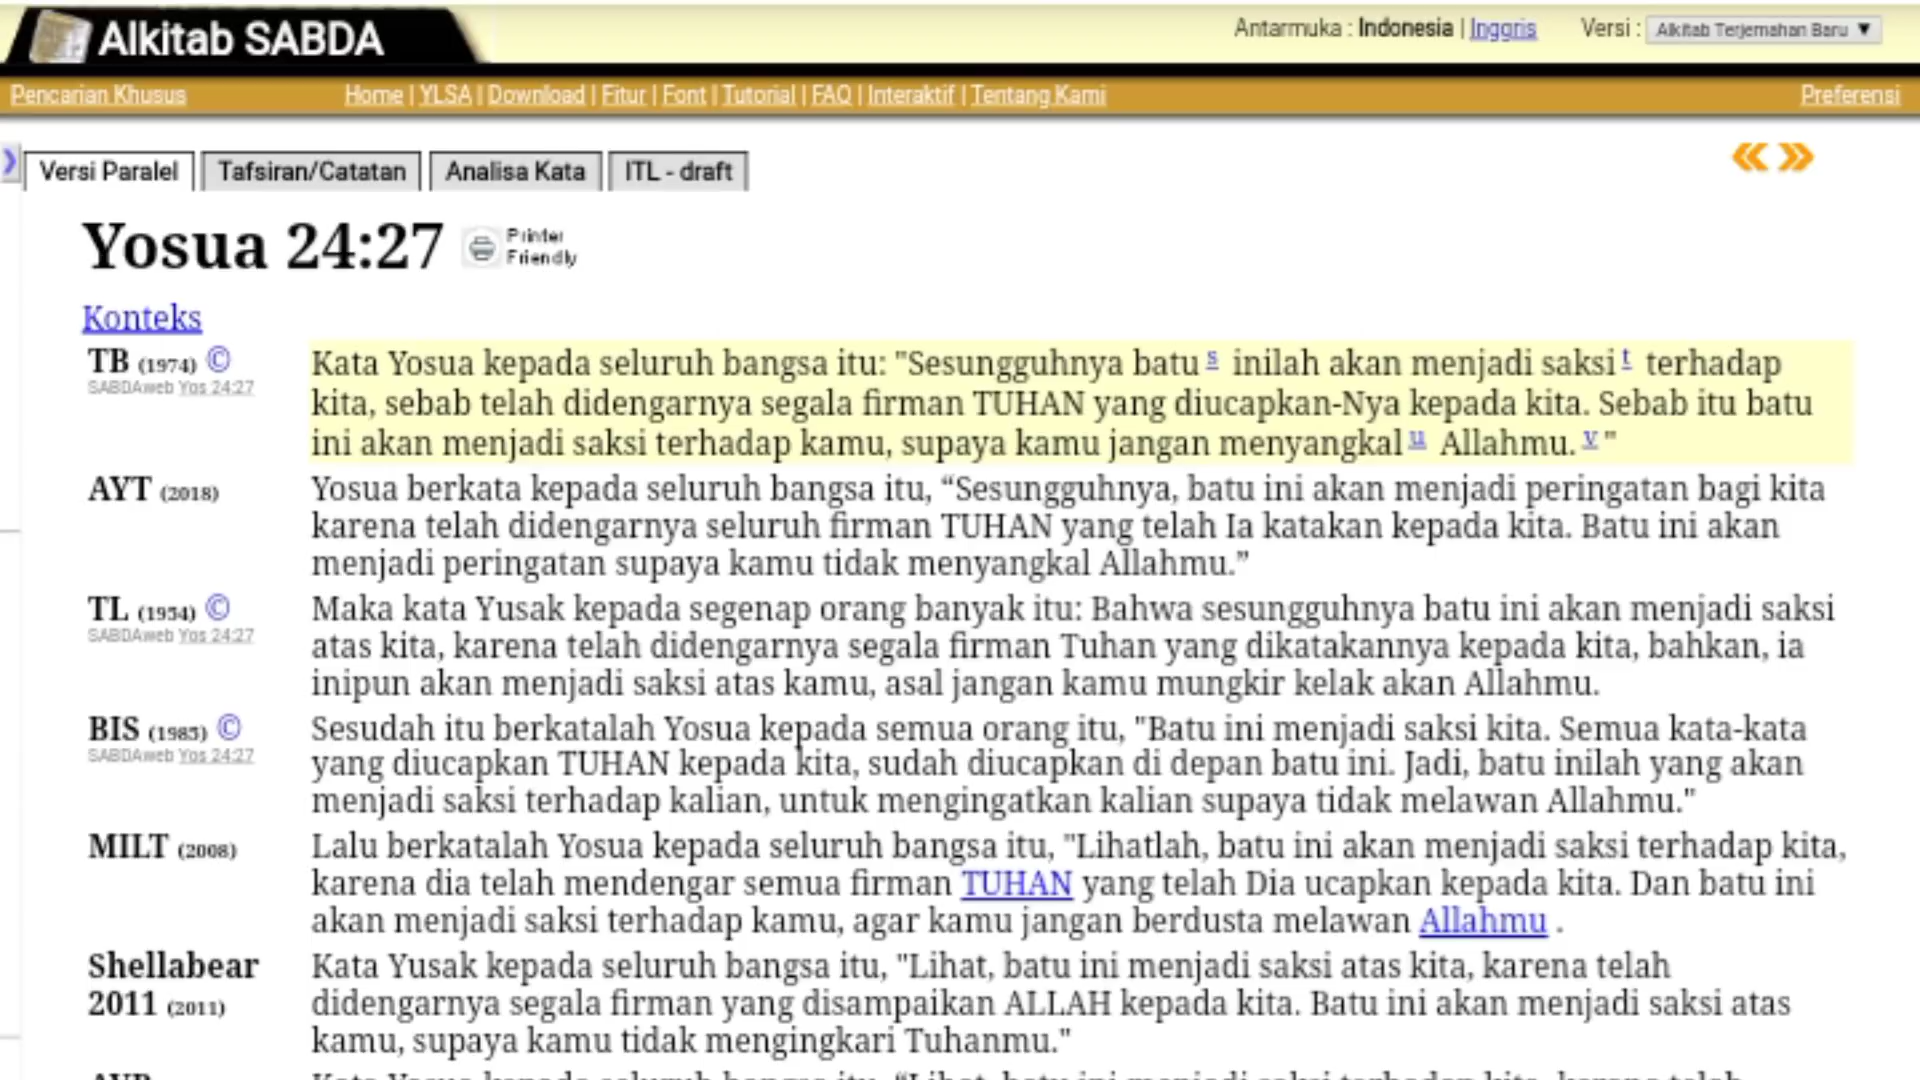 Alkitab SABDA
Antarmuka : Indonesia | Inggris Versi : Alkitab Terjemahan Baru ▼
Pencarian Khusus Home | YLSA | Download | Fitur | Font | Tutorial | FAQ | Interaktif | Tentang Kami Preferensi
Versi Paralel Tafsiran/Catatan Analisa Kata ITL - draft
Yosua 24:27 Printer Friendly
Konteks
TB (1974) ©
SABDAweb Yos 24:27
Kata Yosua kepada seluruh bangsa itu: "Sesungguhnya batu s inilah akan menjadi saksi t terhadap
kita, sebab telah didengarnya segala firman TUHAN yang diucapkan-Nya kepada kita. Sebab itu batu
ini akan menjadi saksi terhadap kamu, supaya kamu jangan menyangkal u Allahmu. v "
AYT (2018)
Yosua berkata kepada seluruh bangsa itu, “Sesungguhnya, batu ini akan menjadi peringatan bagi kita
karena telah didengarnya seluruh firman TUHAN yang telah Ia katakan kepada kita. Batu ini akan
menjadi peringatan supaya kamu tidak menyangkal Allahmu.”
TL (1954) ©
SABDAweb Yos 24:27
Maka kata Yusak kepada segenap orang banyak itu: Bahwa sesungguhnya batu ini akan menjadi saksi
atas kita, karena telah didengarnya segala firman Tuhan yang dikatakannya kepada kita, bahkan, ia
inipun akan menjadi saksi atas kamu, asal jangan kamu mungkir kelak akan Allahmu.
BIS (1985) ©
SABDAweb Yos 24:27
Sesudah itu berkatalah Yosua kepada semua orang itu, "Batu ini menjadi saksi kita. Semua kata-kata
yang diucapkan TUHAN kepada kita, sudah diucapkan di depan batu ini. Jadi, batu inilah yang akan
menjadi saksi terhadap kalian, untuk mengingatkan kalian supaya tidak melawan Allahmu."
MILT (2008)
Lalu berkatalah Yosua kepada seluruh bangsa itu, "Lihatlah, batu ini akan menjadi saksi terhadap kita,
karena dia telah mendengar semua firman TUHAN yang telah Dia ucapkan kepada kita. Dan batu ini
akan menjadi saksi terhadap kamu, agar kamu jangan berdusta melawan Allahmu .
Shellabear
2011 (2011)
Kata Yusak kepada seluruh bangsa itu, "Lihat, batu ini menjadi saksi atas kita, karena telah
didengarnya segala firman yang disampaikan ALLAH kepada kita. Batu ini akan menjadi saksi atas
kamu, supaya kamu tidak mengingkari Tuhanmu."